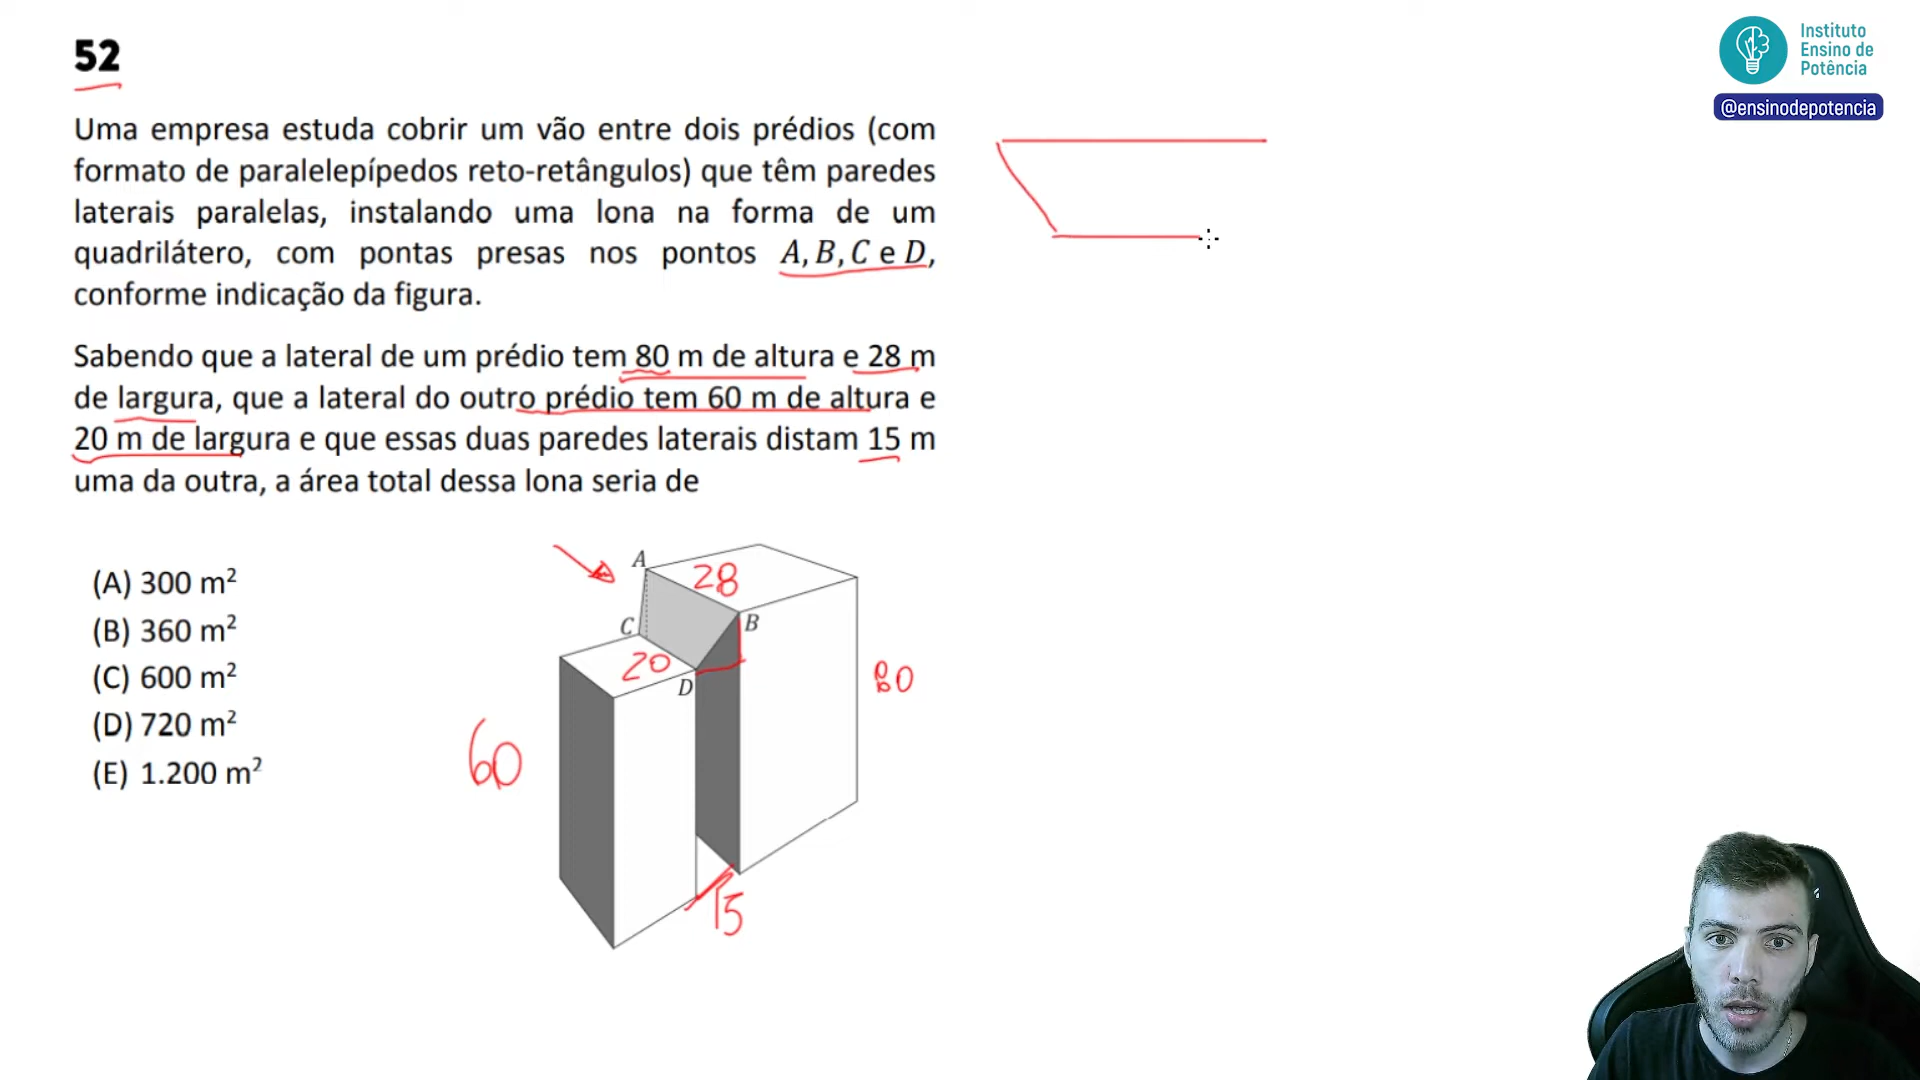 52
Instituto
Ensino de
Potência
@ensinodepotencia
Uma empresa estuda cobrir um vão entre dois prédios (com
formato de paralelepípedos reto-retângulos) que têm paredes
laterais paralelas, instalando uma lona na forma de um
quadrilátero, com pontas presas nos pontos A, B, C e D,
conforme indicação da figura.
Sabendo que a lateral de um prédio tem 80 m de altura e 28 m
de largura, que a lateral do outro prédio tem 60 m de altura e
20 m de largura e que essas duas paredes laterais distam 15 m
uma da outra, a área total dessa lona seria de
(A) 300 m²
(B) 360 m²
(C) 600 m²
(D) 720 m²
(E) 1.200 m²
A
28
C
B
20
D
80
60
15